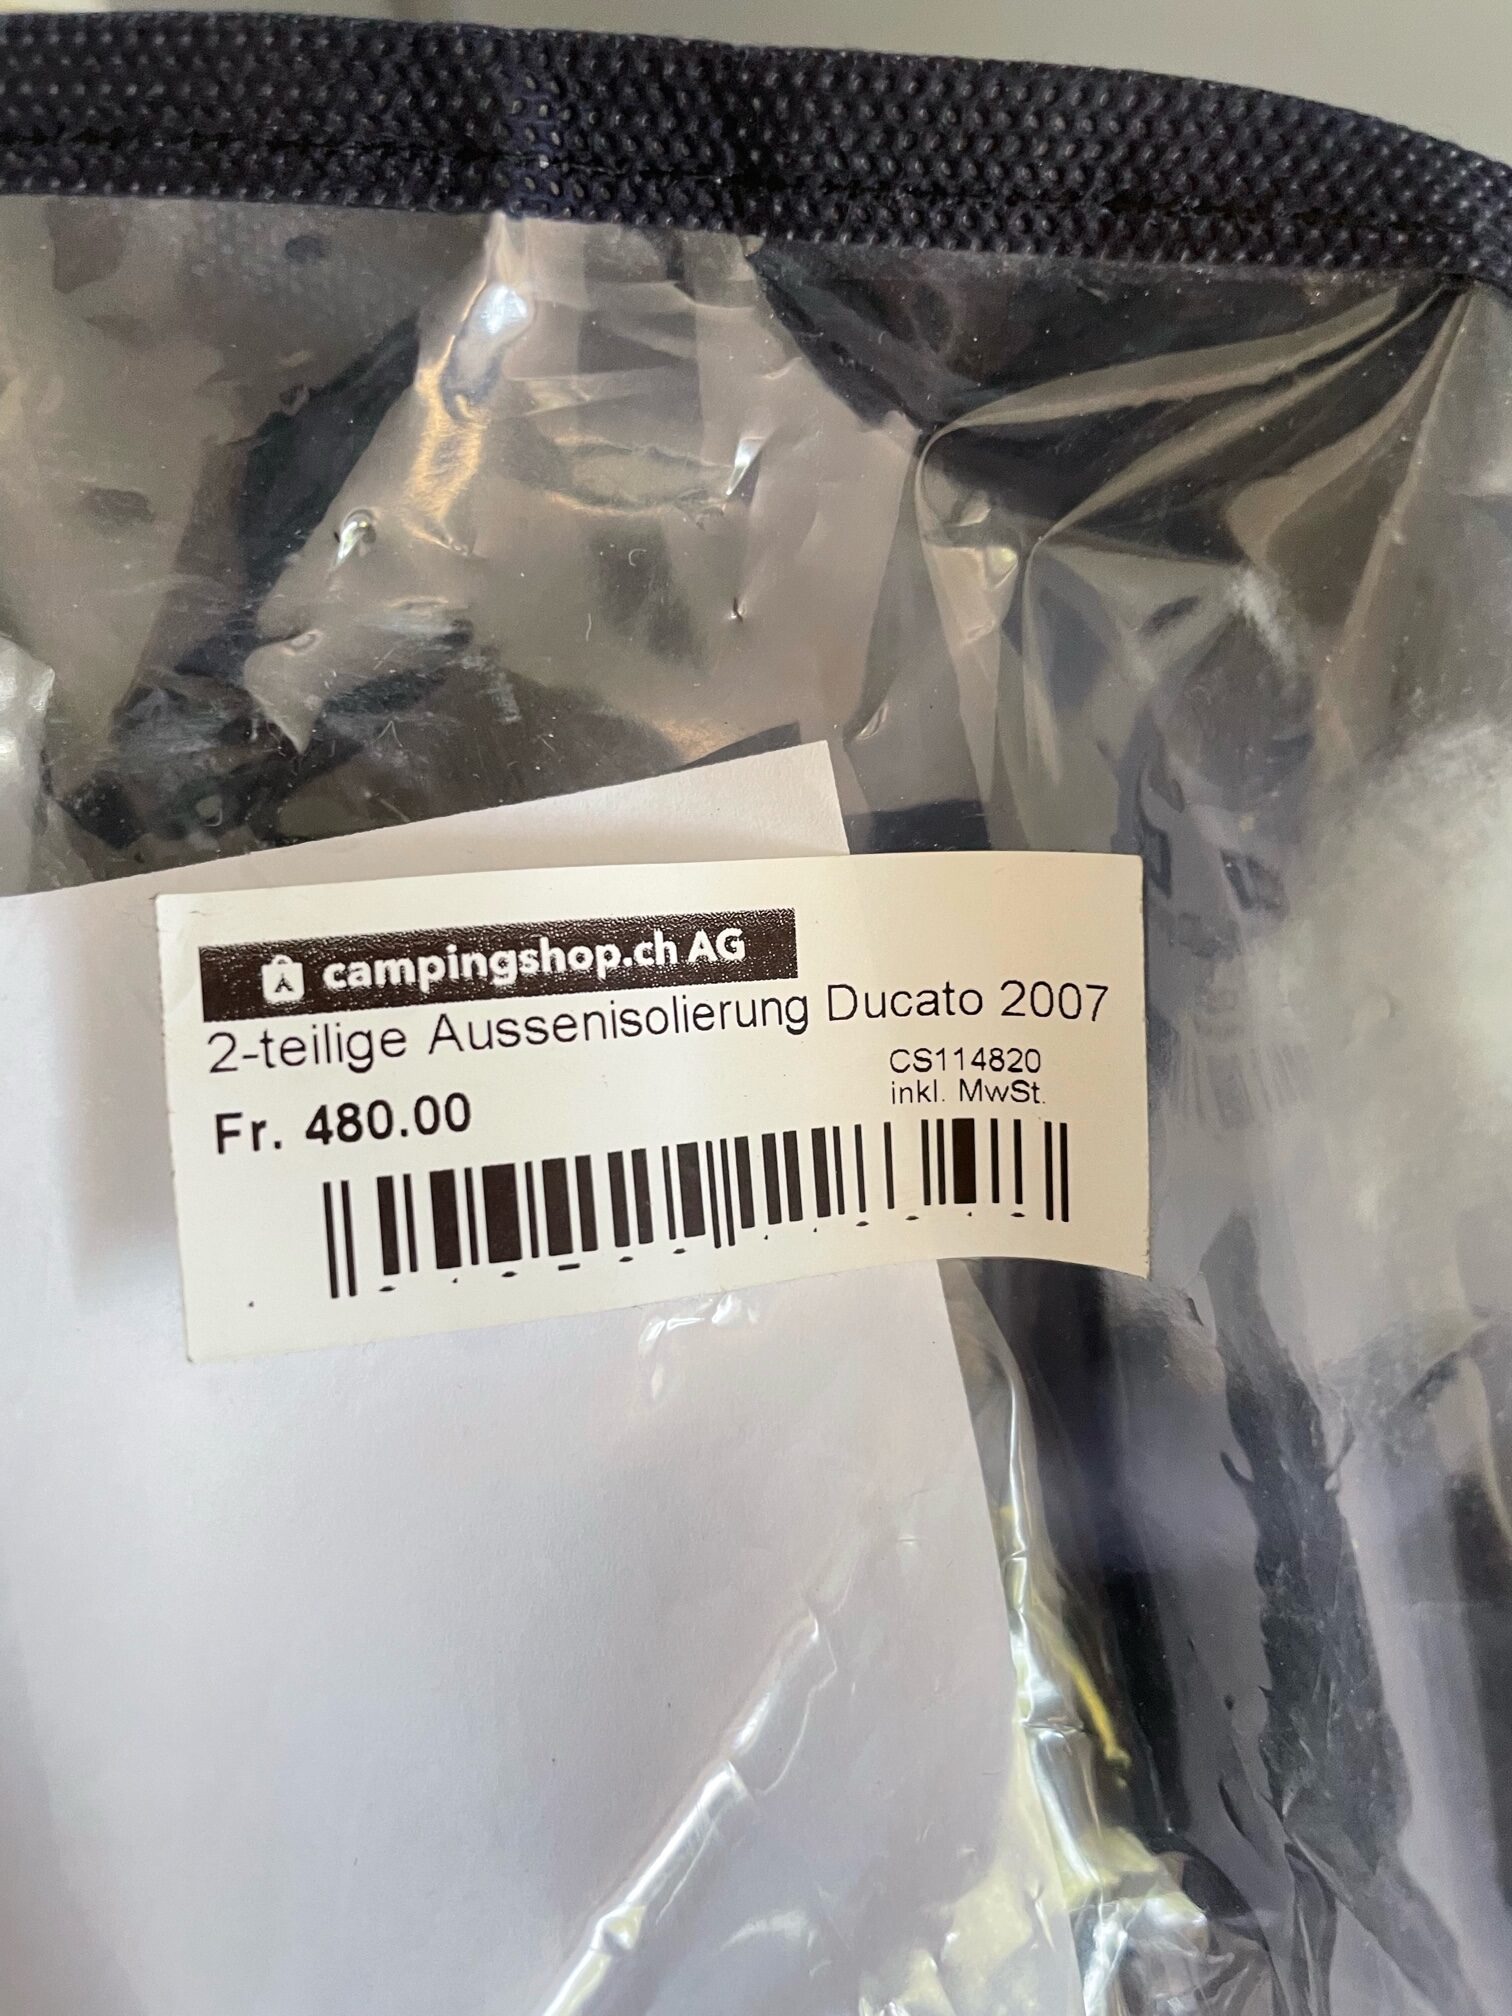 campingshop.ch AG
2-teilige Aussenisolierung Ducato 2007
CS114820
Fr. 480.00 inkl. MwSt.